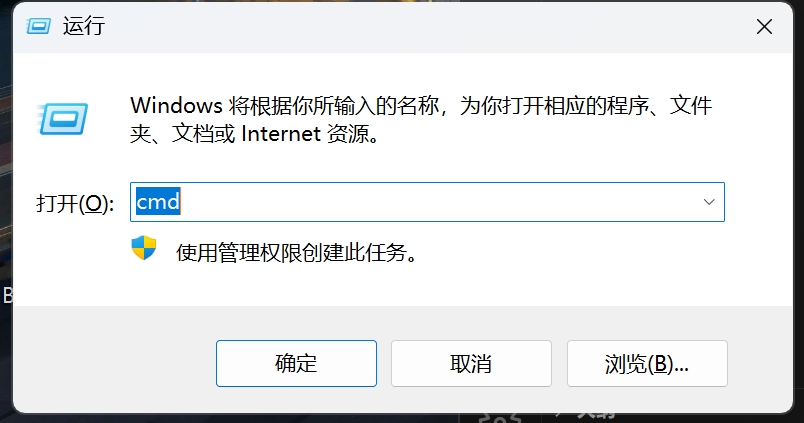 运行
Windows 将根据你所输入的名称，为你打开相应的程序、文件
夹、文档或 Internet 资源。
打开(O): cmd
使用管理权限创建此任务。
B
确定 取消 浏览(B)...